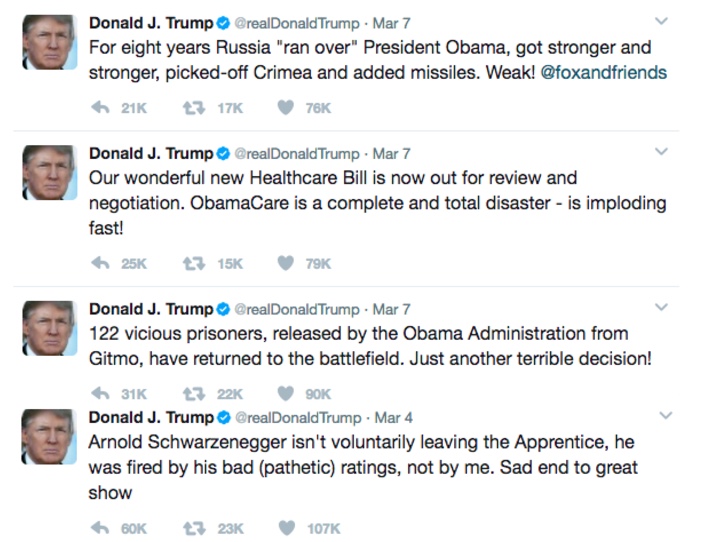 Donald J. Trump @realDonaldTrump · Mar 7
For eight years Russia "ran over" President Obama, got stronger and
stronger, picked-off Crimea and added missiles. Weak! @foxandfriends
21K 17K 76K
Donald J. Trump @realDonaldTrump · Mar 7
Our wonderful new Healthcare Bill is now out for review and
negotiation. ObamaCare is a complete and total disaster - is imploding
fast!
25K 15K 79K
Donald J. Trump @realDonaldTrump · Mar 7
122 vicious prisoners, released by the Obama Administration from
Gitmo, have returned to the battlefield. Just another terrible decision!
31K 22K 90K
Donald J. Trump @realDonaldTrump · Mar 4
Arnold Schwarzenegger isn't voluntarily leaving the Apprentice, he
was fired by his bad (pathetic) ratings, not by me. Sad end to great
show
60K 23K 107K